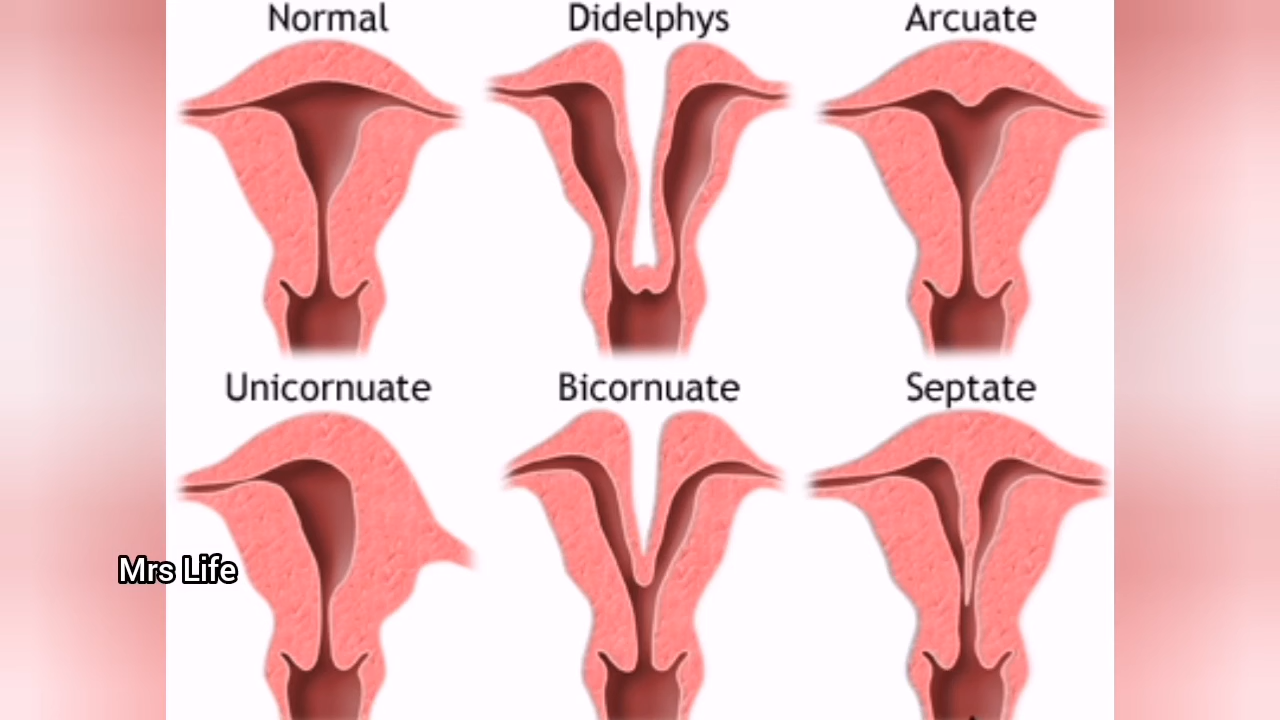 Normal
Didelphys
Arcuate
Unicornuate
Bicornuate
Septate
Mrs Life